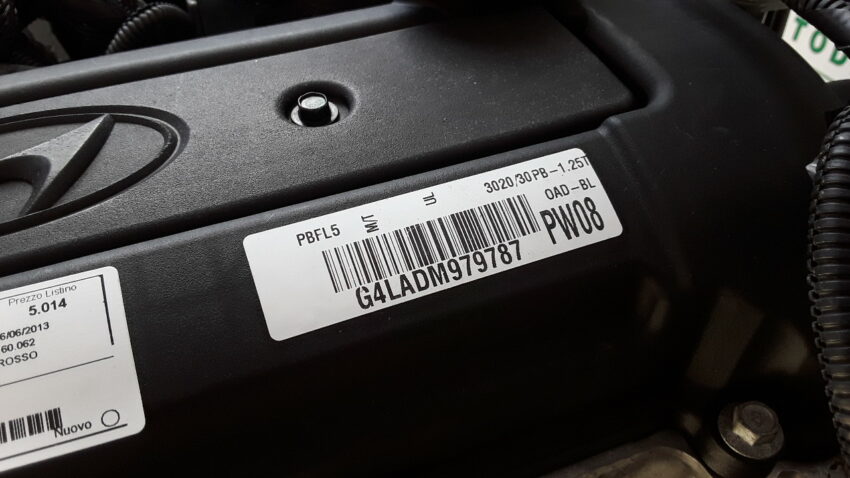 TOD
3020/30PB-1.25T
PBFL5 M/T UL OAD-BL
PW08
G4LADM979787
Prezzo Listino
5.014
6/06/2013
60.062
ROSSO
Nuovo